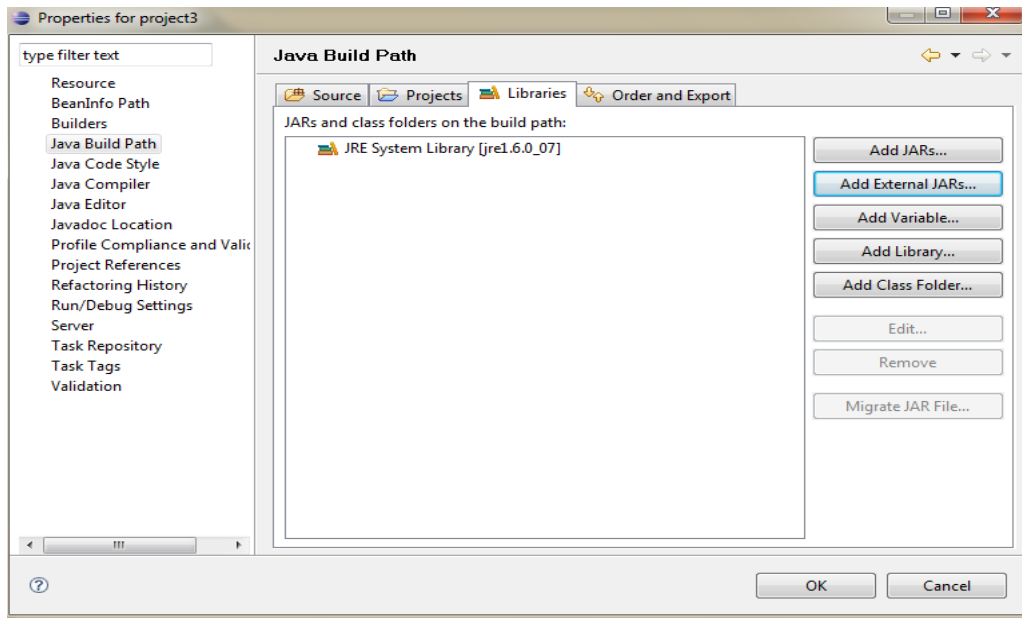 Properties for project3
type filter text
Resource
BeanInfo Path
Builders
Java Build Path
Java Code Style
Java Compiler
Java Editor
Javadoc Location
Profile Compliance and Valid
Project References
Refactoring History
Run/Debug Settings
Server
Task Repository
Task Tags
Validation
Java Build Path
Source Projects Libraries Order and Export
JARs and class folders on the build path:
JRE System Library [jre1.6.0_07]
Add JARs...
Add External JARs...
Add Variable...
Add Library...
Add Class Folder...
Edit...
Remove
Migrate JAR File...
OK Cancel